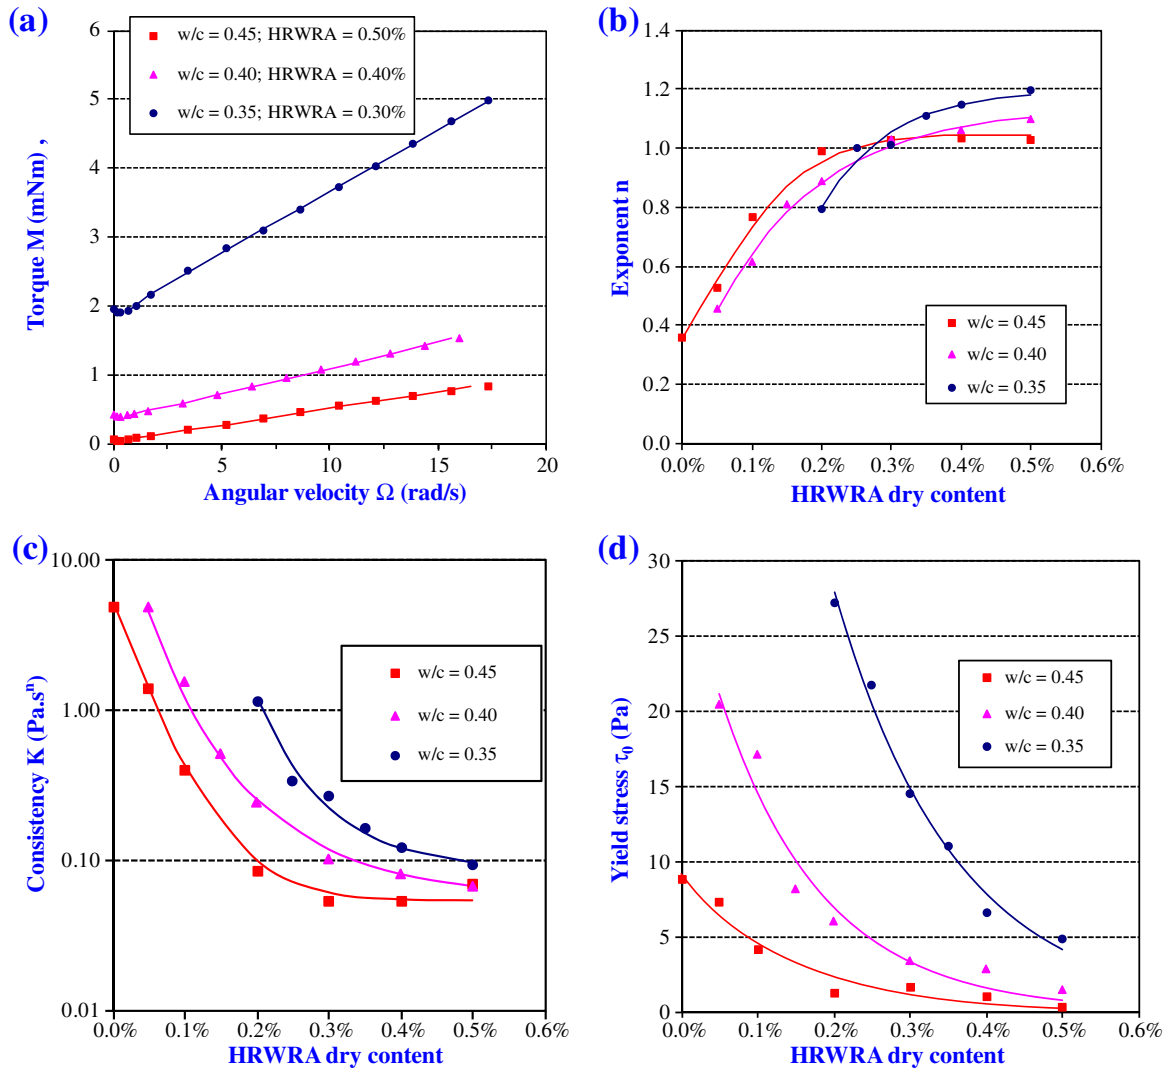 (a)
6
5
4
3
2
1
0
0
5
10
15
20
Torque M (mNm) ,
Angular velocity Ω (rad/s)
w/c = 0.45; HRWRA = 0.50%
w/c = 0.40; HRWRA = 0.40%
w/c = 0.35; HRWRA = 0.30%
(b)
1.4
1.2
1.0
0.8
0.6
0.4
0.2
0.0
0.0% 0.1% 0.2% 0.3% 0.4% 0.5% 0.6%
Exponent n
HRWRA dry content
w/c = 0.45
w/c = 0.40
w/c = 0.35
(c)
10.00
1.00
0.10
0.01
0.0% 0.1% 0.2% 0.3% 0.4% 0.5% 0.6%
Consistency K (Pa.sⁿ)
HRWRA dry content
w/c = 0.45
w/c = 0.40
w/c = 0.35
(d)
30
25
20
15
10
5
0
0.0% 0.1% 0.2% 0.3% 0.4% 0.5% 0.6%
Yield stress τ₀ (Pa)
HRWRA dry content
w/c = 0.45
w/c = 0.40
w/c = 0.35